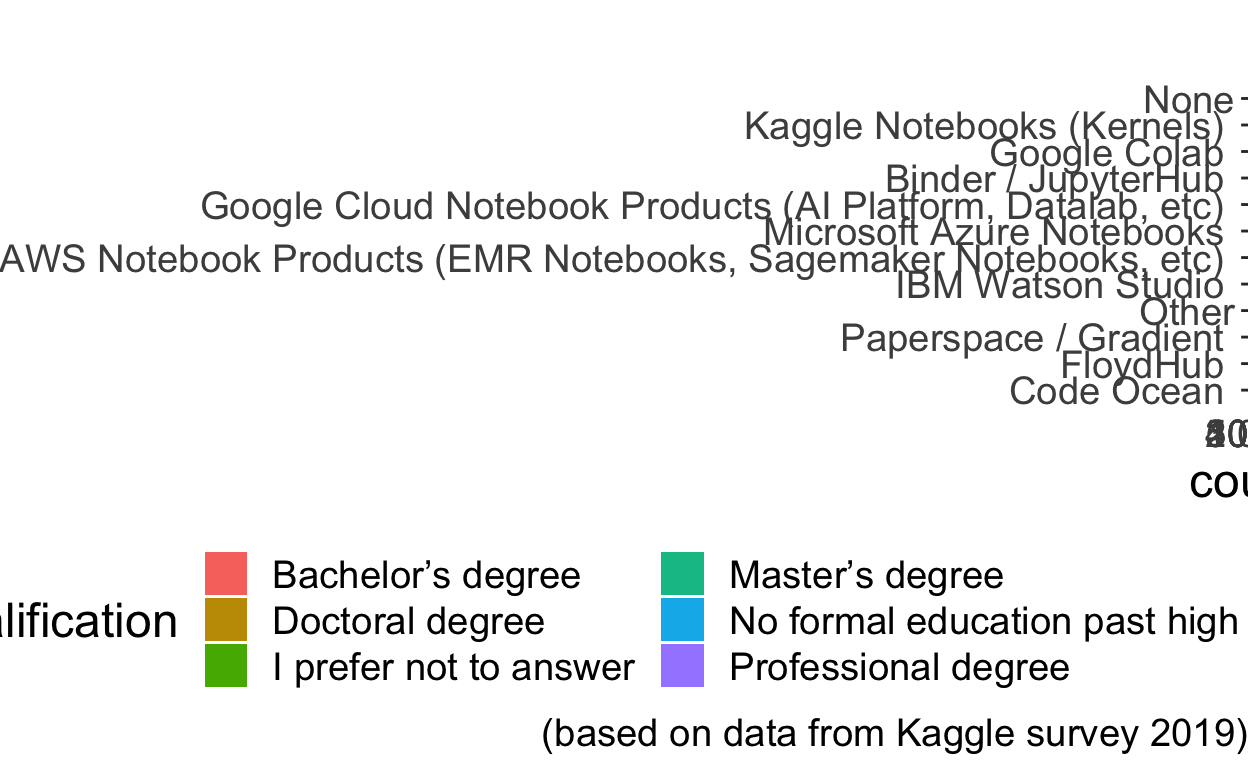 None
Kaggle Notebooks (Kernels)
Google Colab
Binder / JupyterHub
Google Cloud Notebook Products (AI Platform, Datalab, etc)
Microsoft Azure Notebooks
AWS Notebook Products (EMR Notebooks, Sagemaker Notebooks, etc)
IBM Watson Studio
Other
Paperspace / Gradient
FloydHub
Code Ocean
cou
alification
Bachelor’s degree
Master’s degree
Doctoral degree
No formal education past high
I prefer not to answer
Professional degree
(based on data from Kaggle survey 2019)